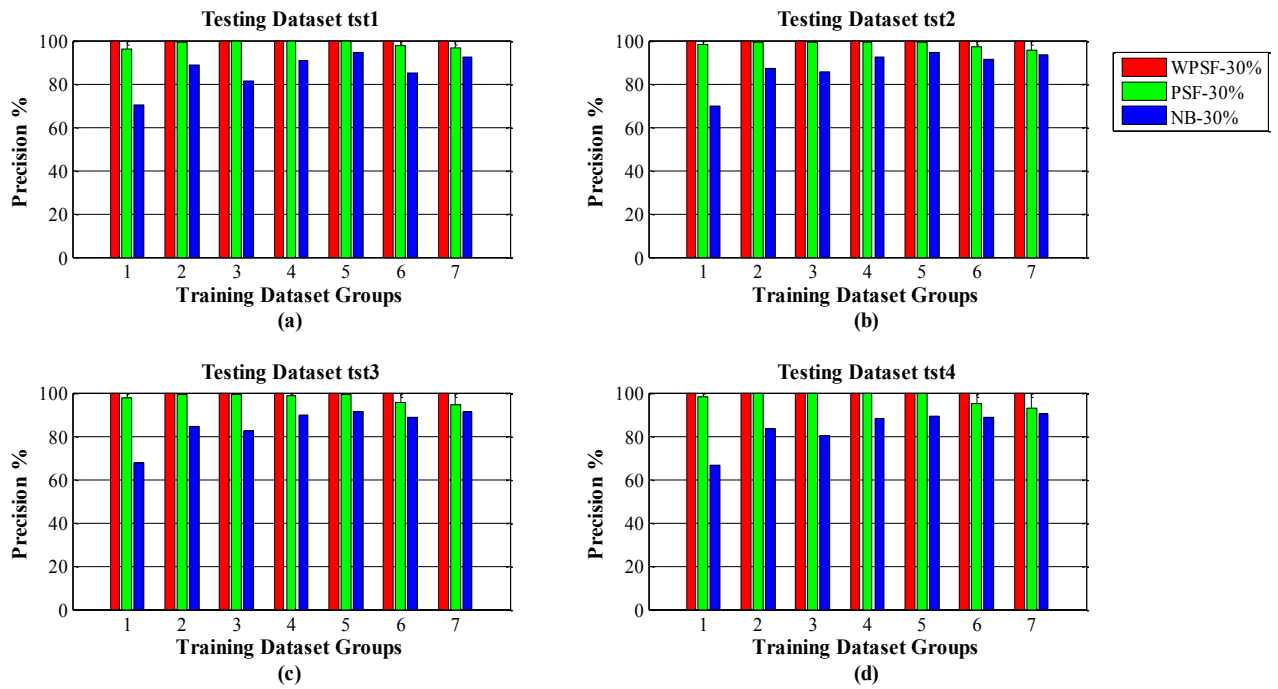 Testing Dataset tst1
Precision %
100
80
60
40
20
0
1 2 3 4 5 6 7
Training Dataset Groups
(a)
Testing Dataset tst2
Precision %
100
80
60
40
20
0
1 2 3 4 5 6 7
Training Dataset Groups
(b)
WPSF-30%
PSF-30%
NB-30%
Testing Dataset tst3
Precision %
100
80
60
40
20
0
1 2 3 4 5 6 7
Training Dataset Groups
(c)
Testing Dataset tst4
Precision %
100
80
60
40
20
0
1 2 3 4 5 6 7
Training Dataset Groups
(d)